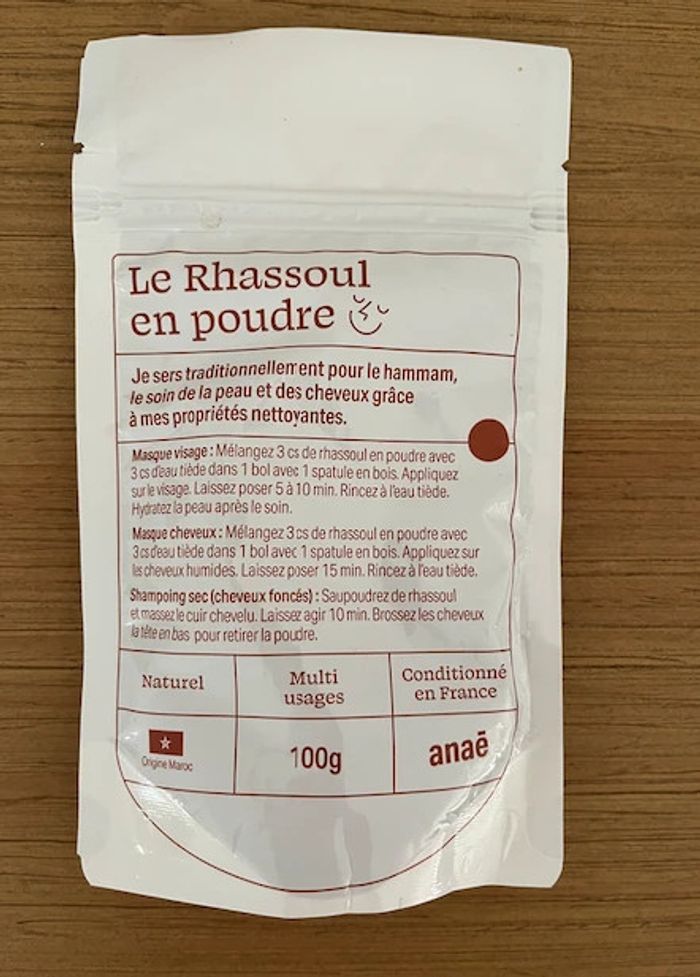 Le Rhassoul
en poudre
Je sers traditionnellement pour le hammam,
le soin de la peau et des cheveux grâce
à mes propriétés nettoyantes.
Masque visage : Mélangez 3 cs de rhassoul en poudre avec
3 cs d'eau tiède dans 1 bol avec 1 spatule en bois. Appliquez
sur le visage. Laissez poser 5 à 10 min. Rincez à l'eau tiède.
Hydratez la peau après le soin.
Masque cheveux : Mélangez 3 cs de rhassoul en poudre avec
3 cs d'eau tiède dans 1 bol avec 1 spatule en bois. Appliquez sur
les cheveux humides. Laissez poser 15 min. Rincez à l'eau tiède.
Shampoing sec (cheveux foncés) : Saupoudrez de rhassoul
et massez le cuir chevelu. Laissez agir 10 min. Brossez les cheveux
la tête en bas pour retirer la poudre.
Naturel
Multi
usages
Conditionné
en France
Origine Maroc
100g
anaē